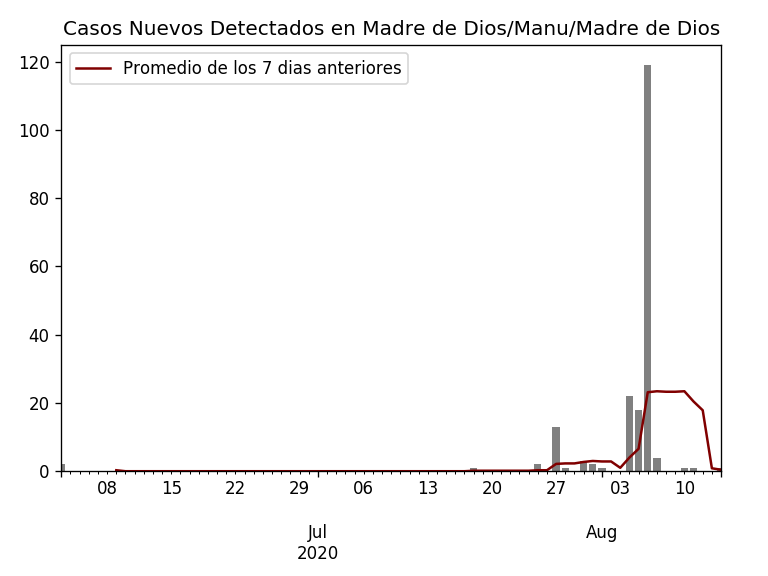 Casos Nuevos Detectados en Madre de Dios/Manu/Madre de Dios
Promedio de los 7 dias anteriores
120
100
80
60
40
20
0
08 15 22 29 06 13 20 27 03 10
Jul Aug
2020